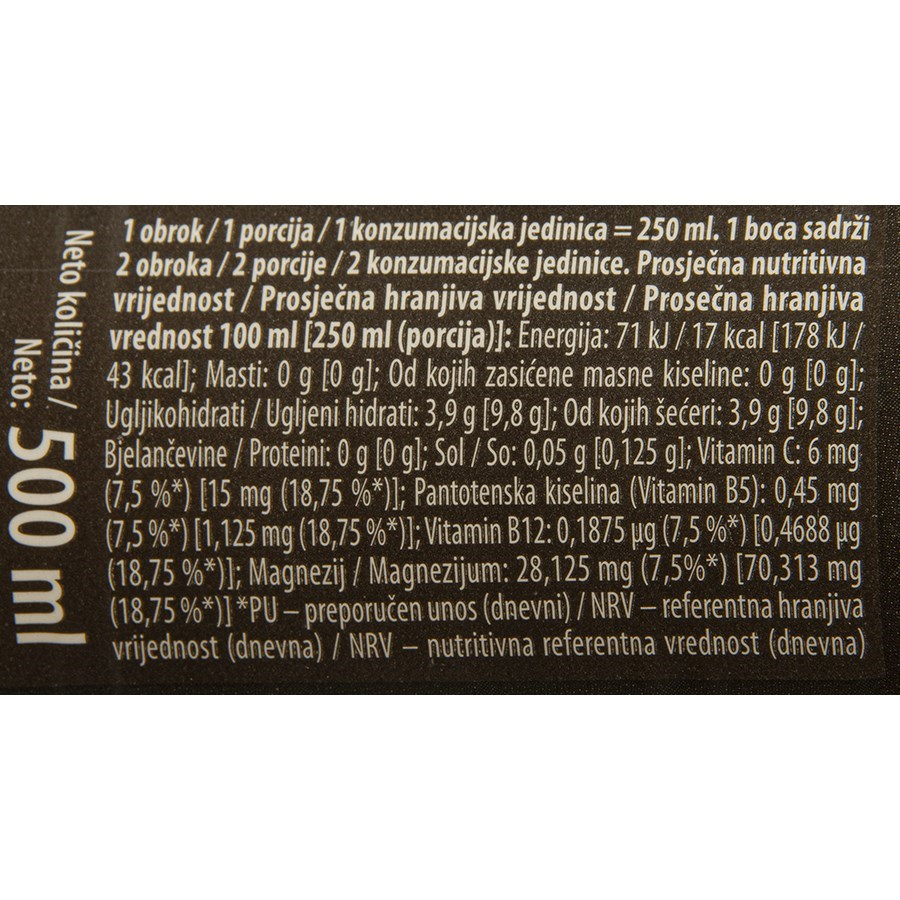 1 obrok / 1 porcija / 1 konzumacijska jedinica = 250 ml. 1 boca sadrži
2 obroka / 2 porcije / 2 konzumacijske jedinice. Prosječna nutritivna
vrijednost / Prosječna hranjiva vrijednost / Prosečna hranjiva
vrednost 100 ml [250 ml (porcija)]: Energija: 71 kJ / 17 kcal [178 kJ /
43 kcal]; Masti: 0 g [0 g]; Od kojih zasićene masne kiseline: 0 g [0 g];
Ugljikohidrati / Ugljeni hidrati: 3,9 g [9,8 g]; Od kojih šećeri: 3,9 g [9,8 g];
Bjelančevine / Proteini: 0 g [0 g]; Sol / So: 0,05 g [0,125 g]; Vitamin C: 6 mg
(7,5 %*) [15 mg (18,75 %*)]; Pantotenska kiselina (Vitamin B5): 0,45 mg
(7,5 %*) [1,125 mg (18,75 %*)]; Vitamin B12: 0,1875 µg (7,5 %*) [0,4688 µg
(18,75 %*)]; Magnezij / Magnezijum: 28,125 mg (7,5%*) [70,313 mg
(18,75 %*)] *PU – preporučen unos (dnevni) / NRV – referentna hranjiva
vrijednost (dnevna) / NRV – nutritivna referentna vrednost (dnevna)
Neto količina /
Neto: 500 ml